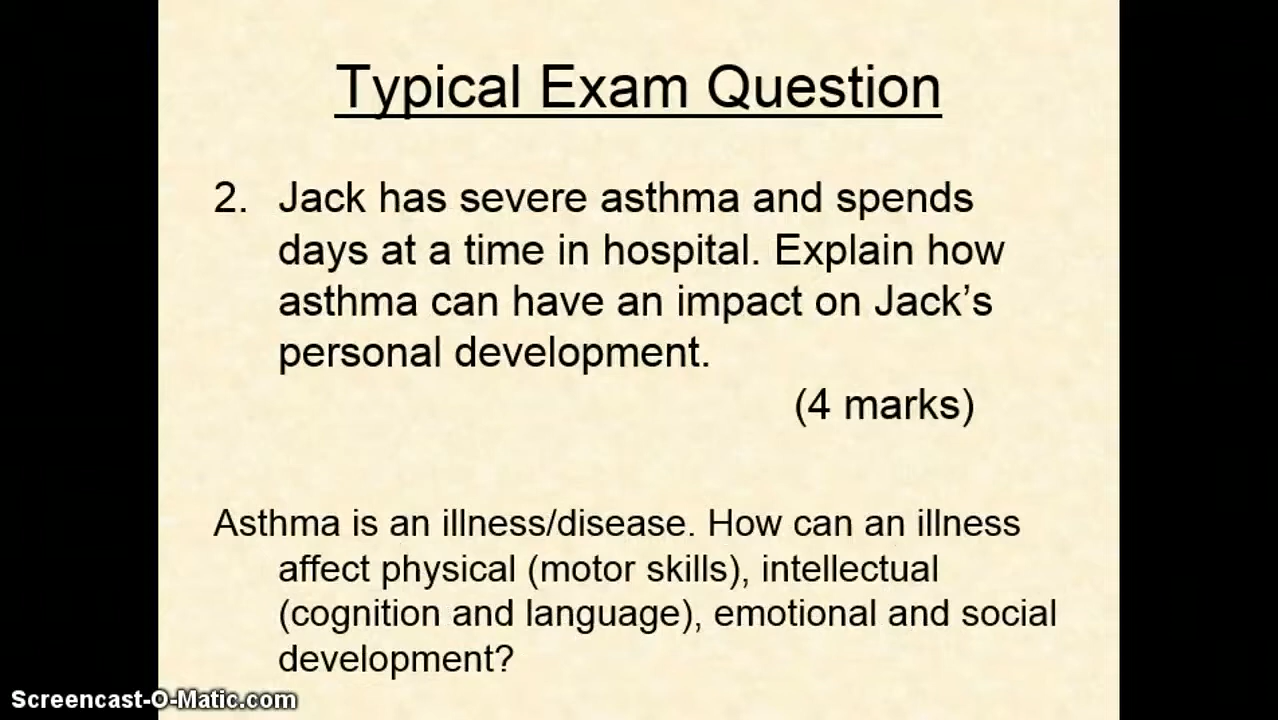 Typical Exam Question
2. Jack has severe asthma and spends
days at a time in hospital. Explain how
asthma can have an impact on Jack’s
personal development.
(4 marks)
Asthma is an illness/disease. How can an illness
affect physical (motor skills), intellectual
(cognition and language), emotional and social
development?
Screencast-O-Matic.com